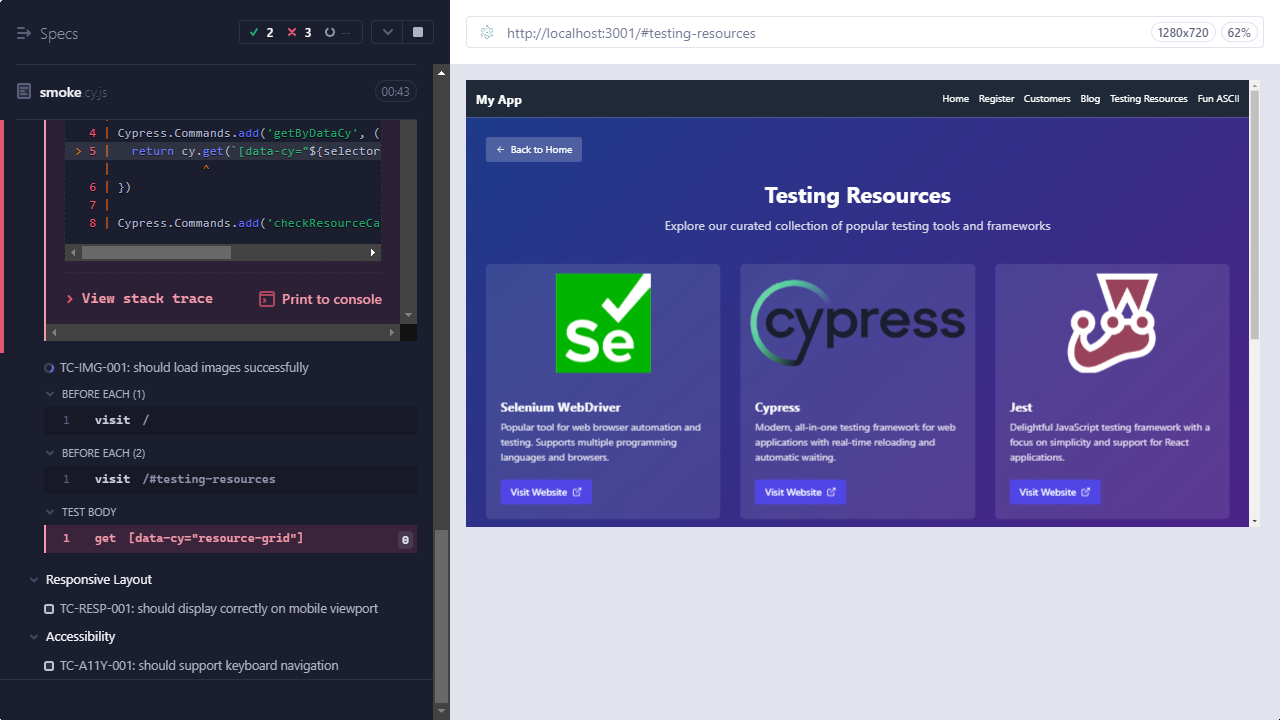 Specs
2
3
--
http://localhost:3001/#testing-resources
1280x720
62%
smoke.cy.js
00:43
4 | Cypress.Commands.add('getByDataCy', (
> 5 | return cy.get(`[data-cy="${selector
| ^
6 | })
7 |
8 | Cypress.Commands.add('checkResourceCa
View stack trace
Print to console
TC-IMG-001: should load images successfully
BEFORE EACH (1)
1 visit /
BEFORE EACH (2)
1 visit /#testing-resources
TEST BODY
1 get [data-cy="resource-grid"] 0
Responsive Layout
TC-RESP-001: should display correctly on mobile viewport
Accessibility
TC-A11Y-001: should support keyboard navigation
My App
Home Register Customers Blog Testing Resources Fun ASCII
← Back to Home
Testing Resources
Explore our curated collection of popular testing tools and frameworks
Se
Selenium WebDriver
Popular tool for web browser automation and
testing. Supports multiple programming
languages and browsers.
Visit Website
cypress
Cypress
Modern, all-in-one testing framework for web
applications with real-time reloading and
automatic waiting.
Visit Website
Jest
Delightful JavaScript testing framework with a
focus on simplicity and support for React
applications.
Visit Website